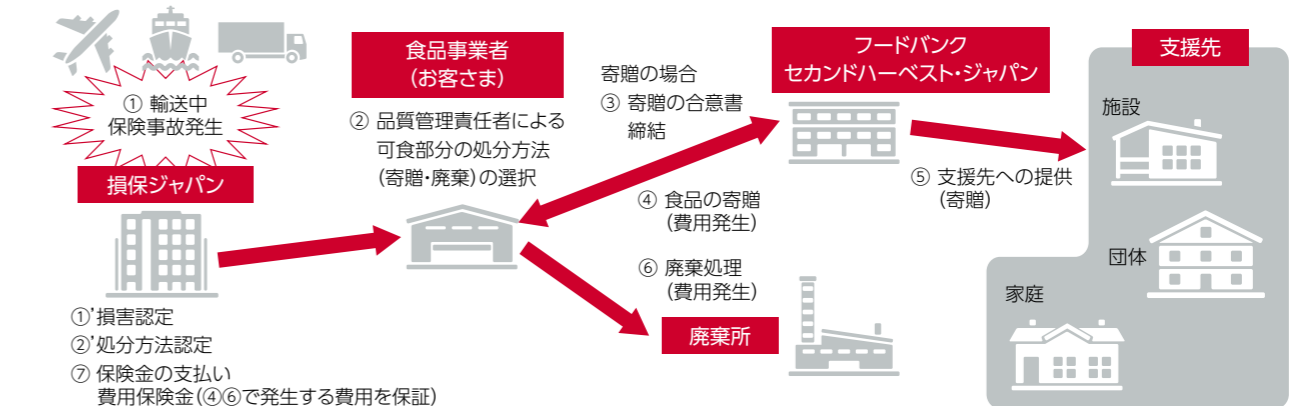 ① 輸送中
保険事故発生
損保ジャパン
①’損害認定
②’処分方法認定
⑦ 保険金の支払い
費用保険金(④⑥で発生する費用を保証)
食品事業者
(お客さま)
② 品質管理責任者による
可食部分の処分方法
(寄贈・廃棄)の選択
寄贈の場合
③ 寄贈の合意書
締結
フードバンク
セカンドハーベスト・ジャパン
④ 食品の寄贈
(費用発生)
⑥ 廃棄処理
(費用発生)
廃棄所
⑤ 支援先への提供
(寄贈)
支援先
施設
団体
家庭